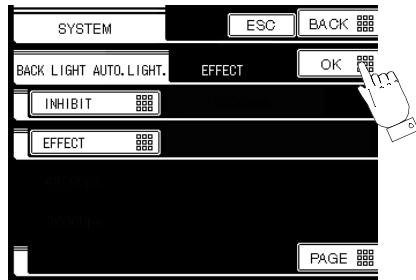 SYSTEM ESC BACK
BACK LIGHT AUTO.LIGHT. EFFECT OK
INHIBIT
EFFECT
PAGE